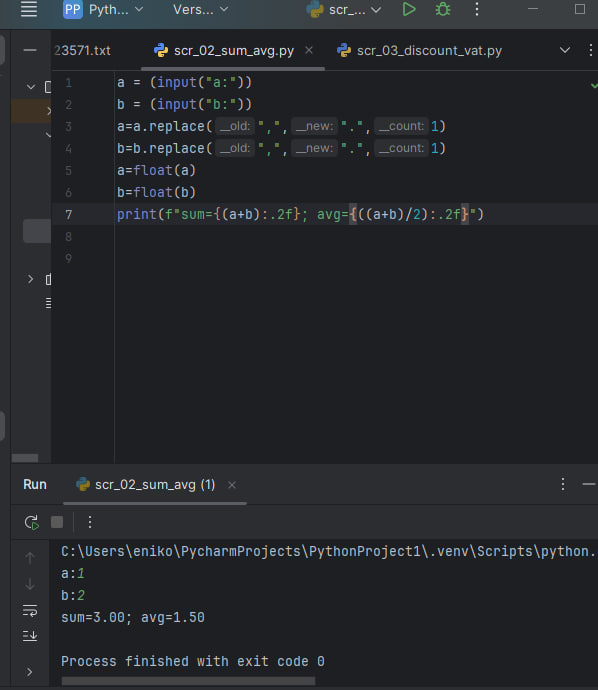 PP Pyth... Vers... scr_...
23571.txt scr_02_sum_avg.py scr_03_discount_vat.py
1 a = (input("a:"))
2 b = (input("b:"))
3 a=a.replace( __old: ",", __new: ".", __count: 1)
4 b=b.replace( __old: ",", __new: ".", __count: 1)
5 a=float(a)
6 b=float(b)
7 print(f"sum={(a+b):.2f}; avg={((a+b)/2):.2f}")
8
9
Run scr_02_sum_avg (1)
C:\Users\eniko\PycharmProjects\PythonProject1\.venv\Scripts\python.
a:1
b:2
sum=3.00; avg=1.50
Process finished with exit code 0